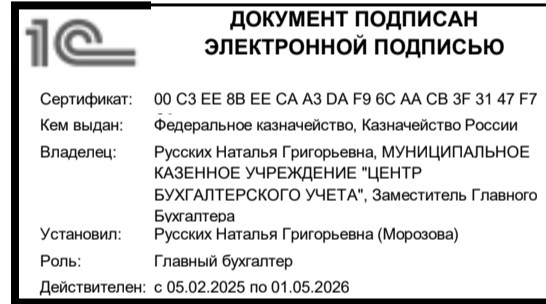 ДОКУМЕНТ ПОДПИСАН
ЭЛЕКТРОННОЙ ПОДПИСЬЮ
1С
Сертификат: 00 C3 EE 8B EE CA A3 DA F9 6C AA CB 3F 31 47 F7
Кем выдан: Федеральное казначейство, Казначейство России
Владелец: Русских Наталья Григорьевна, МУНИЦИПАЛЬНОЕ
КАЗЕННОЕ УЧРЕЖДЕНИЕ "ЦЕНТР
БУХГАЛТЕРСКОГО УЧЕТА", Заместитель Главного
Бухгалтера
Установил: Русских Наталья Григорьевна (Морозова)
Роль: Главный бухгалтер
Действителен: с 05.02.2025 по 01.05.2026